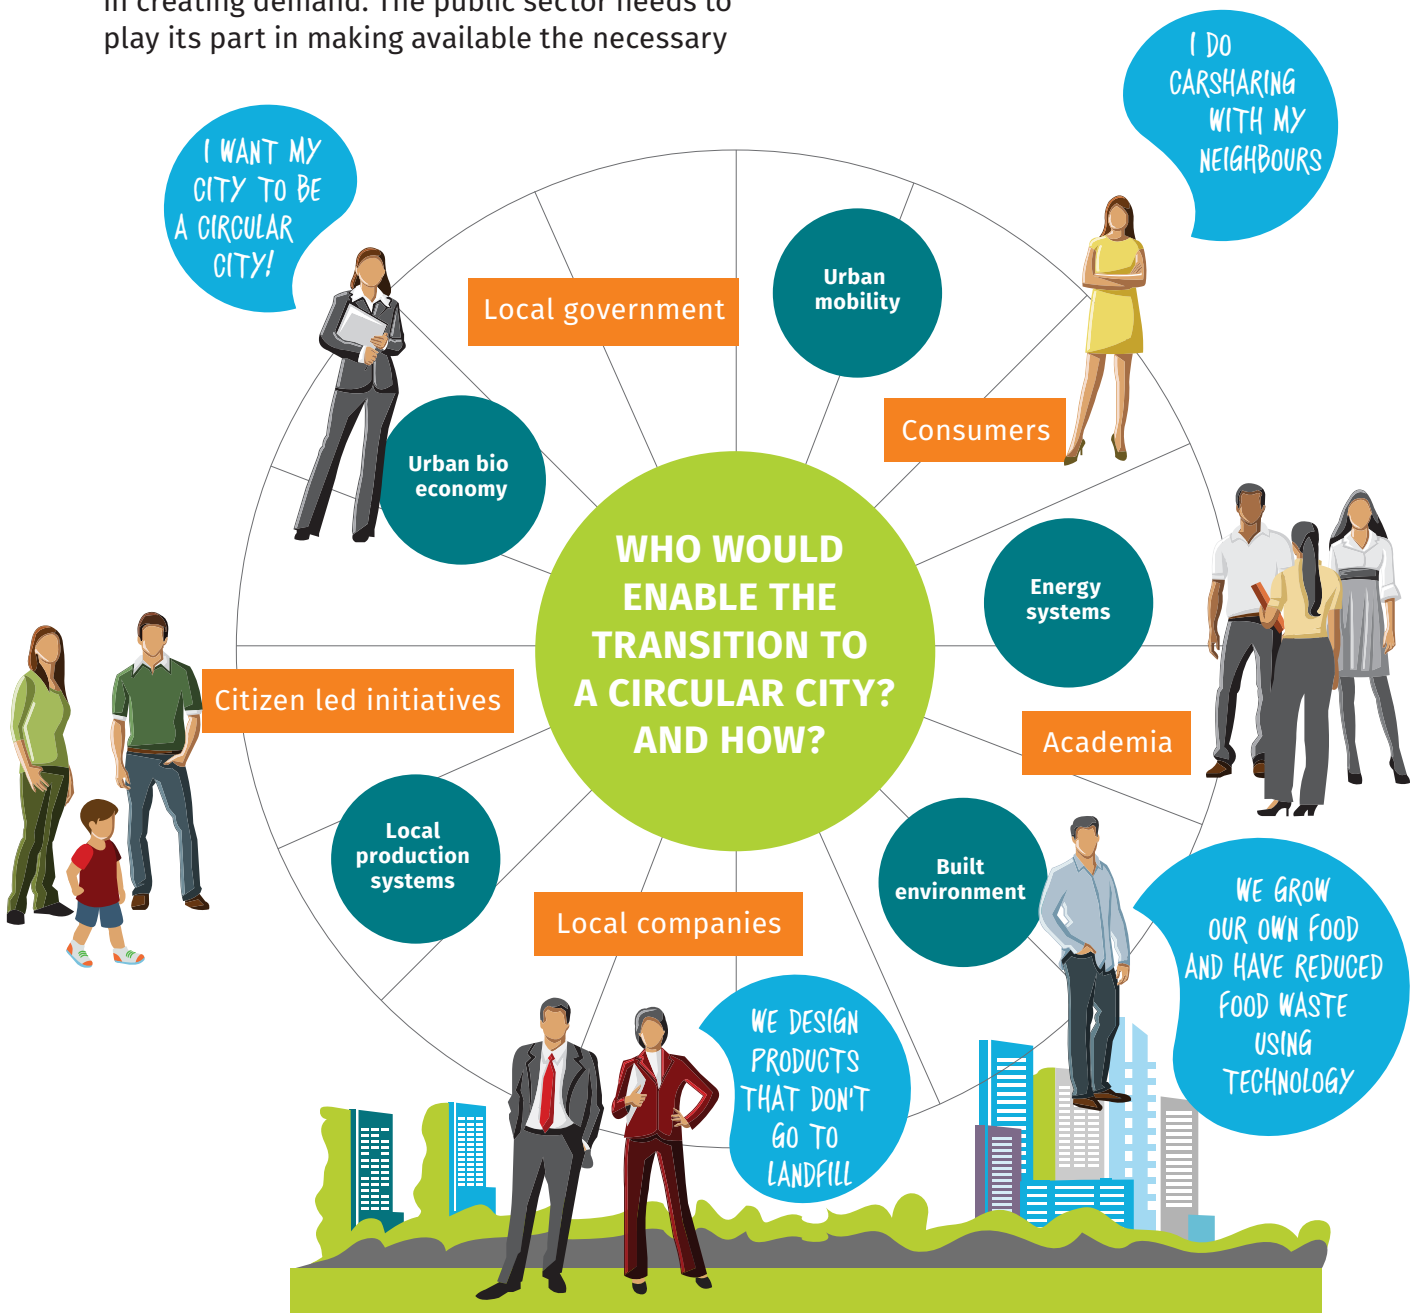 in creating demand. The public sector needs to
play its part in making available the necessary
I DO
CARSHARING
WITH MY
NEIGHBOURS
I WANT MY
CITY TO BE
A CIRCULAR
CITY!
Urban
mobility
Local government
Consumers
Urban bio
economy
WHO WOULD
ENABLE THE
TRANSITION TO
A CIRCULAR CITY?
AND HOW?
Energy
systems
Citizen led initiatives
Academia
Local
production
systems
Built
environment
Local companies
WE GROW
OUR OWN FOOD
AND HAVE REDUCED
FOOD WASTE
USING
TECHNOLOGY
WE DESIGN
PRODUCTS
THAT DON'T
GO TO
LANDFILL